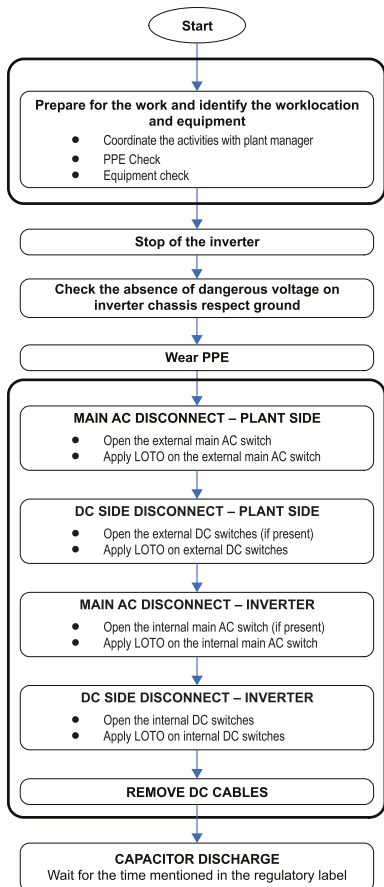 Start
Prepare for the work and identify the worklocation
and equipment
● Coordinate the activities with plant manager
● PPE Check
● Equipment check
Stop of the inverter
Check the absence of dangerous voltage on
inverter chassis respect ground
Wear PPE
MAIN AC DISCONNECT – PLANT SIDE
● Open the external main AC switch
● Apply LOTO on the external main AC switch
DC SIDE DISCONNECT – PLANT SIDE
● Open the external DC switches (if present)
● Apply LOTO on external DC switches
MAIN AC DISCONNECT – INVERTER
● Open the internal main AC switch (if present)
● Apply LOTO on the internal main AC switch
DC SIDE DISCONNECT – INVERTER
● Open the internal DC switches
● Apply LOTO on internal DC switches
REMOVE DC CABLES
CAPACITOR DISCHARGE
Wait for the time mentioned in the regulatory label